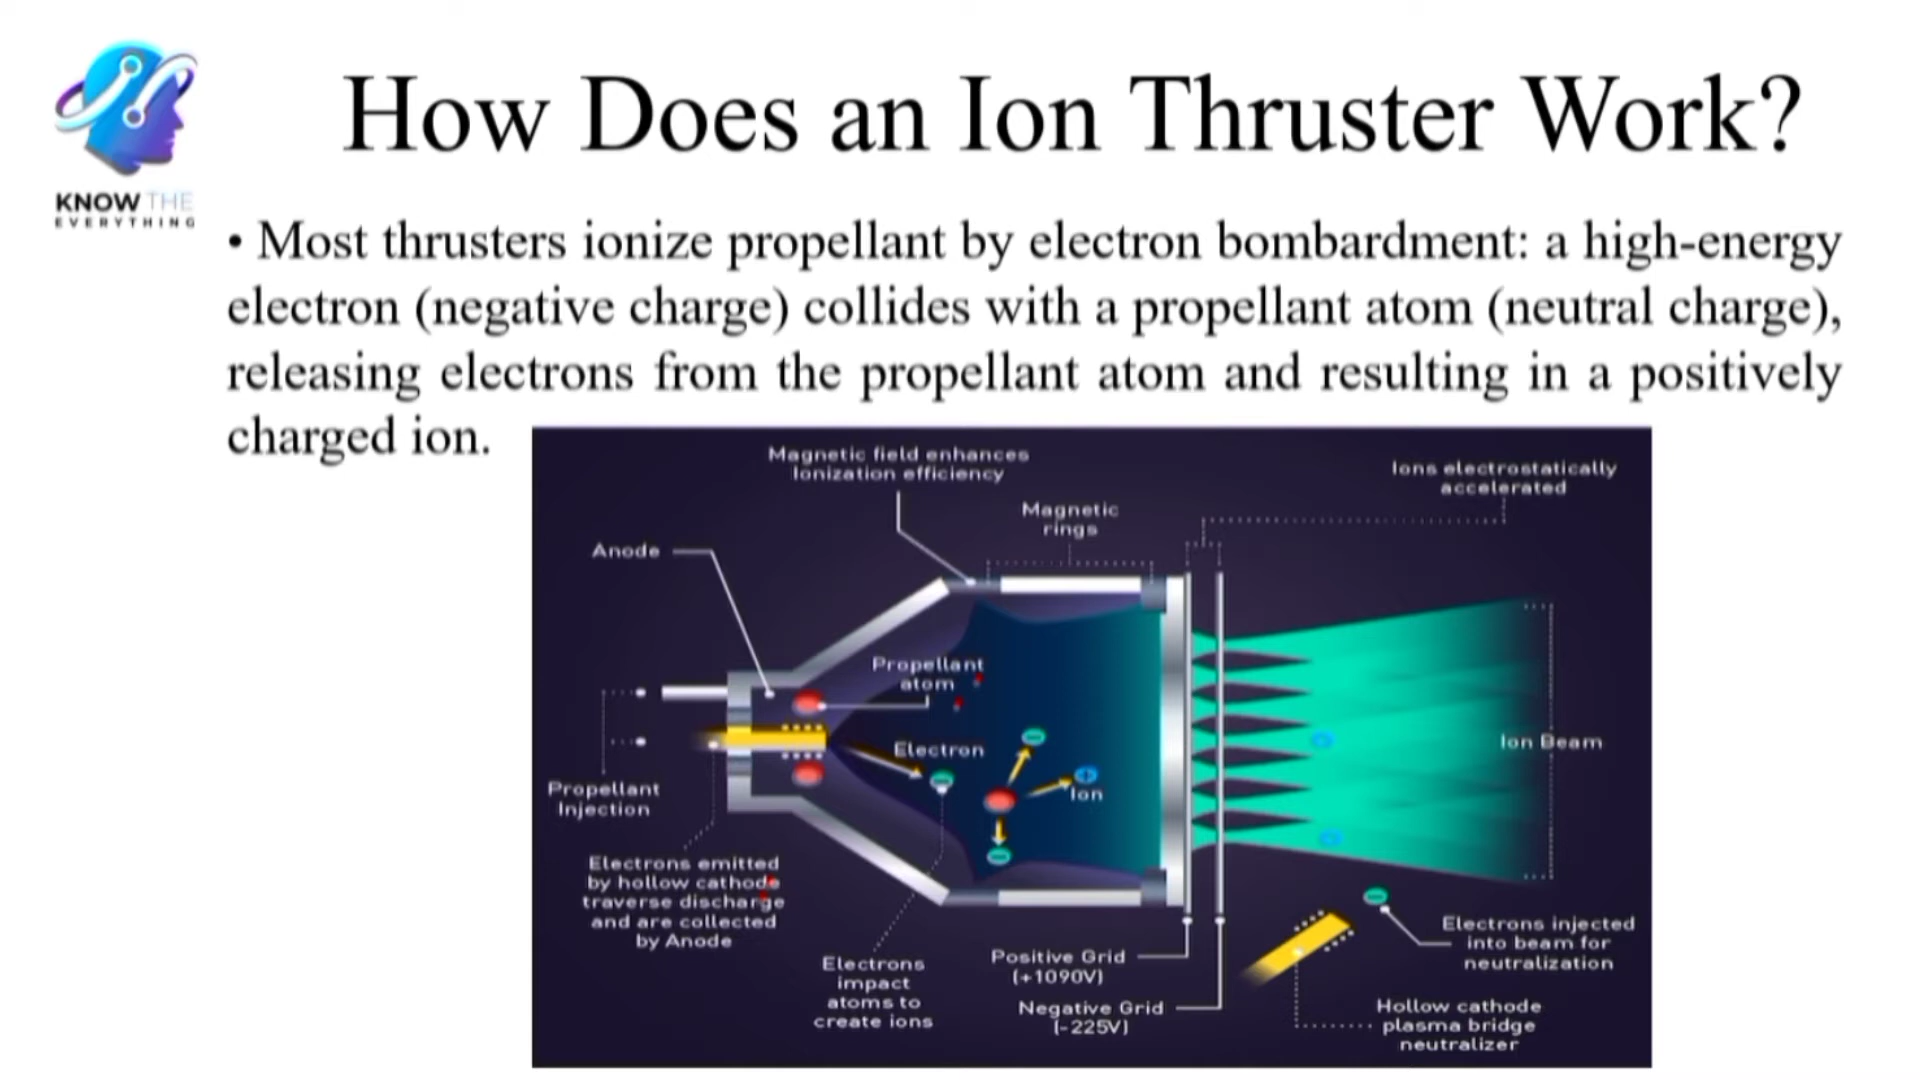 How Does an Ion Thruster Work?
KNOW THE
EVERYTHING
• Most thrusters ionize propellant by electron bombardment: a high-energy
electron (negative charge) collides with a propellant atom (neutral charge),
releasing electrons from the propellant atom and resulting in a positively
charged ion.
Magnetic field enhances
Ionization efficiency
Ions electrostatically
accelerated
Magnetic
rings
Anode
Propellant
atom
Electron
Ion
Ion Beam
Propellant
Injection
Electrons emitted
by hollow cathode
traverse discharge
and are collected
by Anode
Electrons
impact
atoms to
create ions
Positive Grid
(+1090V)
Negative Grid
(-225V)
Electrons injected
into beam for
neutralization
Hollow cathode
plasma bridge
neutralizer